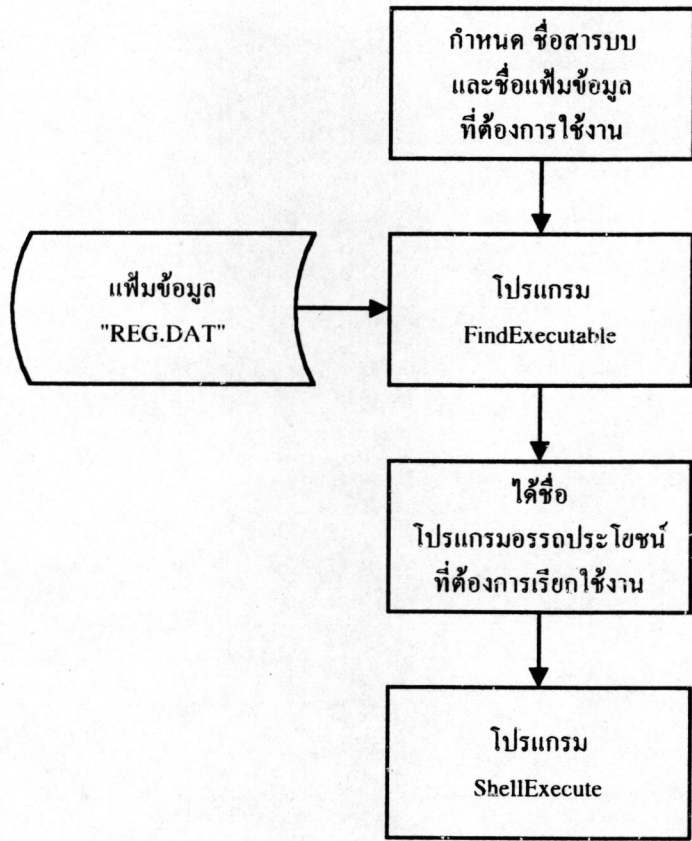 กำหนด ชื่อสารบบ
และชื่อแฟ้มข้อมูล
ที่ต้องการใช้งาน
แฟ้มข้อมูล
"REG.DAT"
โปรแกรม
FindExecutable
ได้ชื่อ
โปรแกรมอรรถประโยชน์
ที่ต้องการเรียกใช้งาน
โปรแกรม
ShellExecute